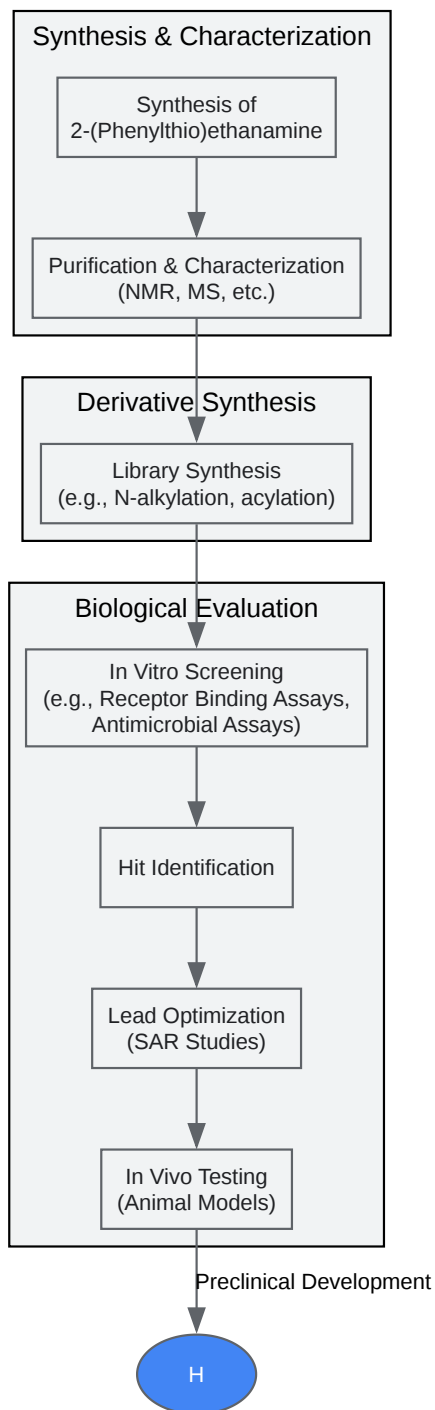 Synthesis & Characterization
Synthesis of
2-(Phenylthio)ethanamine
Purification & Characterization
(NMR, MS, etc.)
Derivative Synthesis
Library Synthesis
(e.g., N-alkylation, acylation)
Biological Evaluation
In Vitro Screening
(e.g., Receptor Binding Assays,
Antimicrobial Assays)
Hit Identification
Lead Optimization
(SAR Studies)
In Vivo Testing
(Animal Models)
Preclinical Development
H